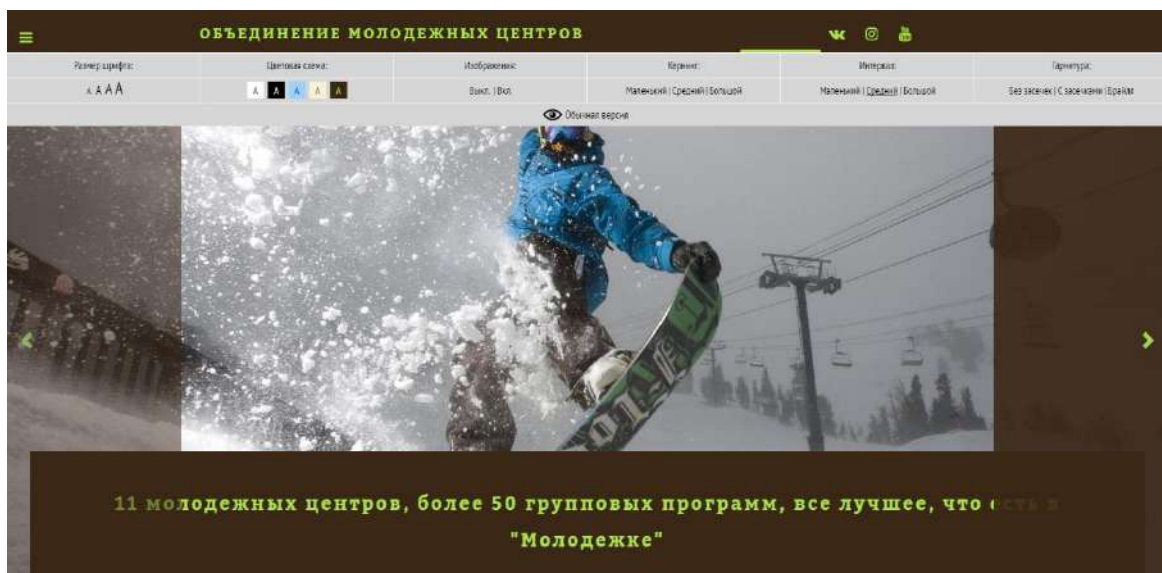 ОБЪЕДИНЕНИЕ МОЛОДЕЖНЫХ ЦЕНТРОВ
Размер шрифта: Цветовая схема: Изображения: Кернинг: Интервал: Гарнитура:
А А А А А А А А А Выкл. | Вкл. Маленький | Средний | Большой Маленький | Средний | Большой Без засечек | С засечками | Брайль
Обычная версия
11 молодежных центров, более 50 групповых программ, все лучшее, что есть в
"Молодежке"